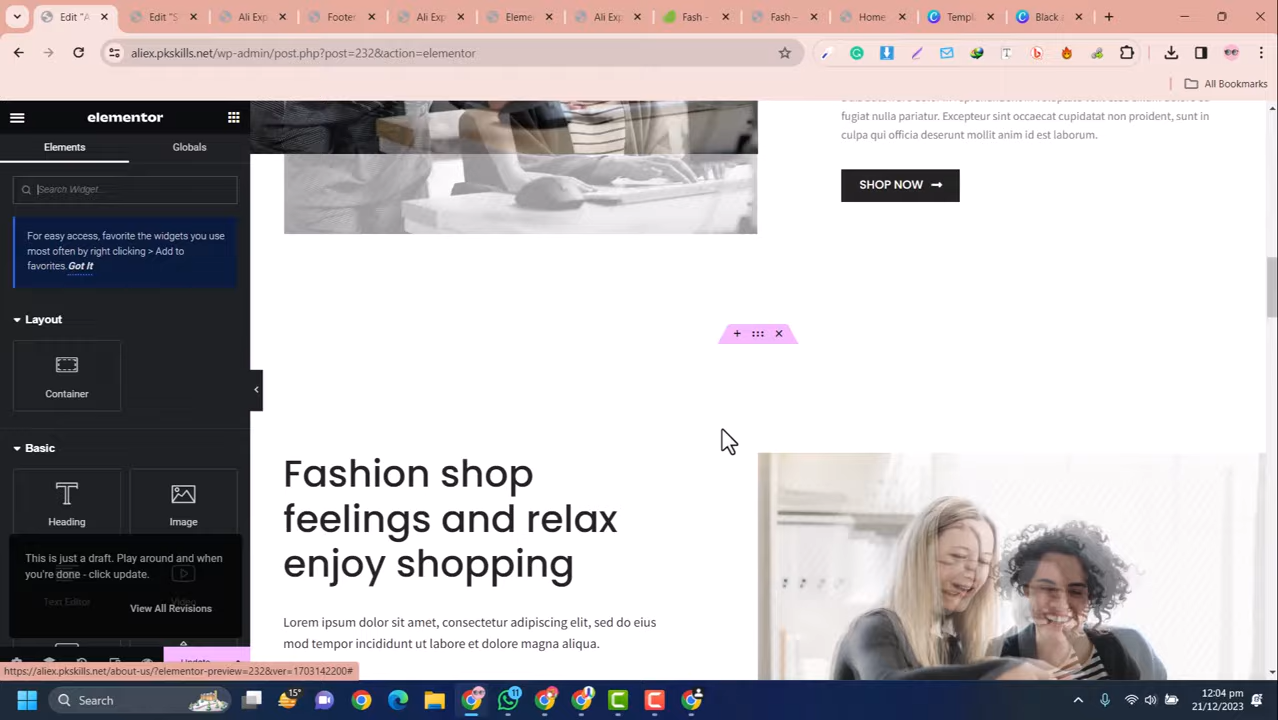 Edit "A
Edit "S
Ali Exp
Footer
Ali Exp
Eleme
Ali Exp
Fash -
Fash –
Home
Templ
Black a
aliex.pkskills.net/wp-admin/post.php?post=232&action=elementor
All Bookmarks
elementor
Elements
Globals
Search Widget...
For easy access, favorite the widgets you use
most often by right clicking > Add to
favorites. Got It
Layout
Container
Basic
Heading
Image
This is just a draft. Play around and when
you're done - click update.
Text Editor
Video
View All Revisions
Update
https://aliex.pkskills.net/about-us/?elementor-preview=232&ver=1703142200#
fugiat nulla pariatur. Excepteur sint occaecat cupidatat non proident, sunt in
culpa qui officia deserunt mollit anim id est laborum.
SHOP NOW
Fashion shop
feelings and relax
enjoy shopping
Lorem ipsum dolor sit amet, consectetur adipiscing elit, sed do eius
mod tempor incididunt ut labore et dolore magna aliqua.
Search
15°
11
12:04 pm
21/12/2023